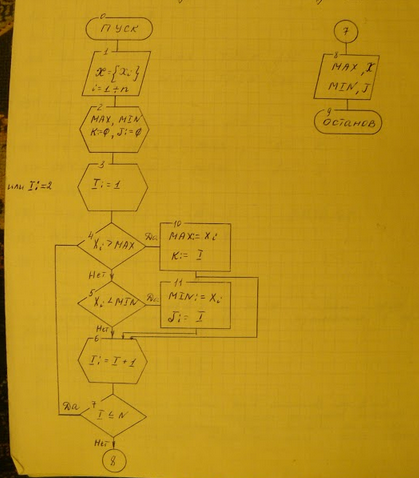 0
ПУСК
1
X={Xi}
i=1÷n
2
MAX, MIN
K=φ, J:=φ
3
или I:=2
I:=1
4
Xi>MAX
Да
10
MAX:= Xi
K:= I
Нет
5
Xi<MIN
Да
11
MIN:= Xi
J:= I
Нет
6
I:=I+1
7
I≤N
Да
Нет
8
7
8
MAX, K
MIN, J
9
ОСТАНОВ